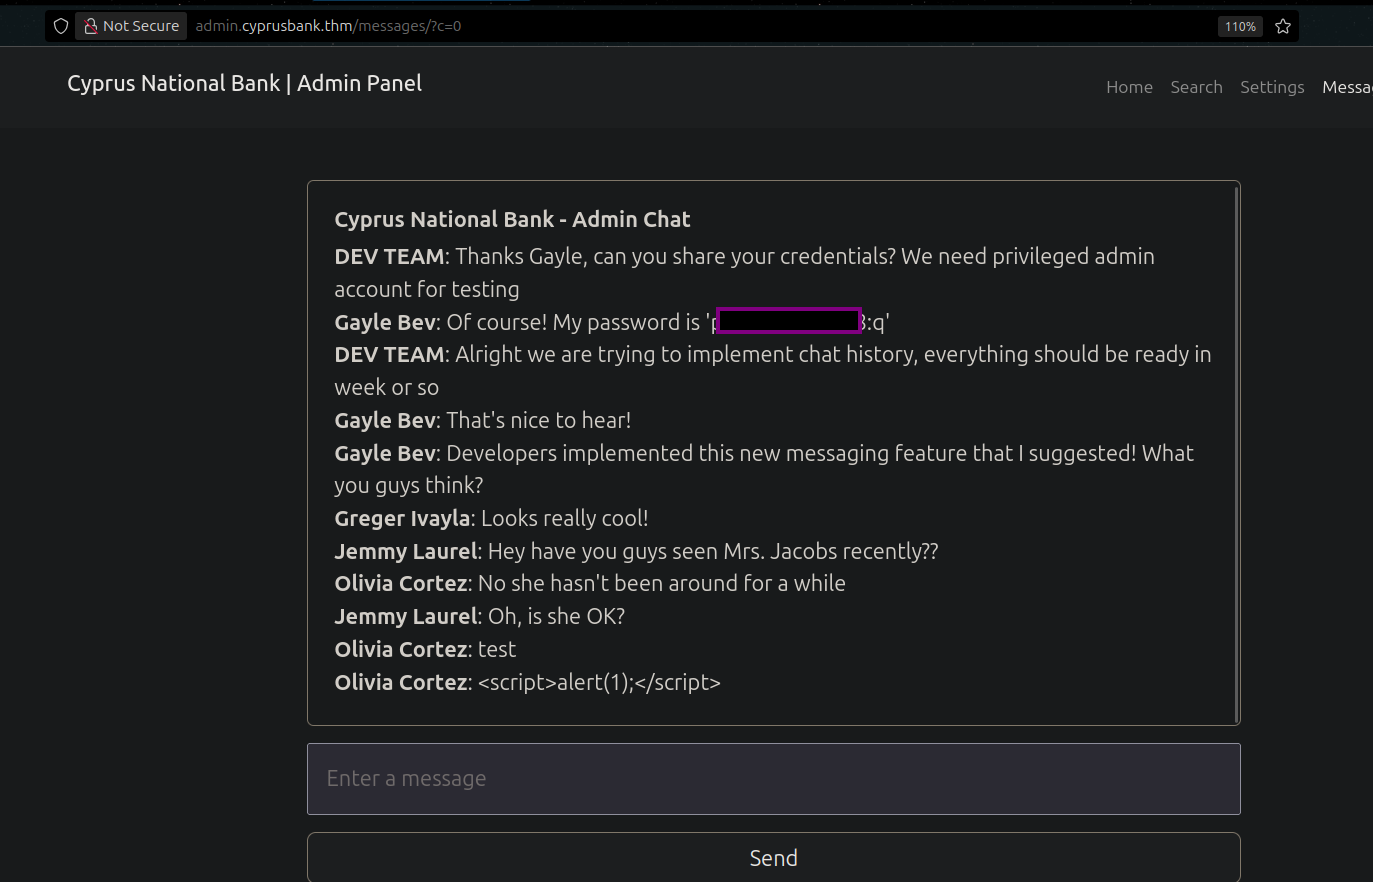 Not Secure admin.cyprusbank.thm/messages/?c=0 110%
Cyprus National Bank | Admin Panel
Home Search Settings Messa
Cyprus National Bank - Admin Chat
DEV TEAM: Thanks Gayle, can you share your credentials? We need privileged admin
account for testing
Gayle Bev: Of course! My password is ' :q'
DEV TEAM: Alright we are trying to implement chat history, everything should be ready in
week or so
Gayle Bev: That's nice to hear!
Gayle Bev: Developers implemented this new messaging feature that I suggested! What
you guys think?
Greger Ivayla: Looks really cool!
Jemmy Laurel: Hey have you guys seen Mrs. Jacobs recently??
Olivia Cortez: No she hasn't been around for a while
Jemmy Laurel: Oh, is she OK?
Olivia Cortez: test
Olivia Cortez: <script>alert(1);</script>
Enter a message
Send